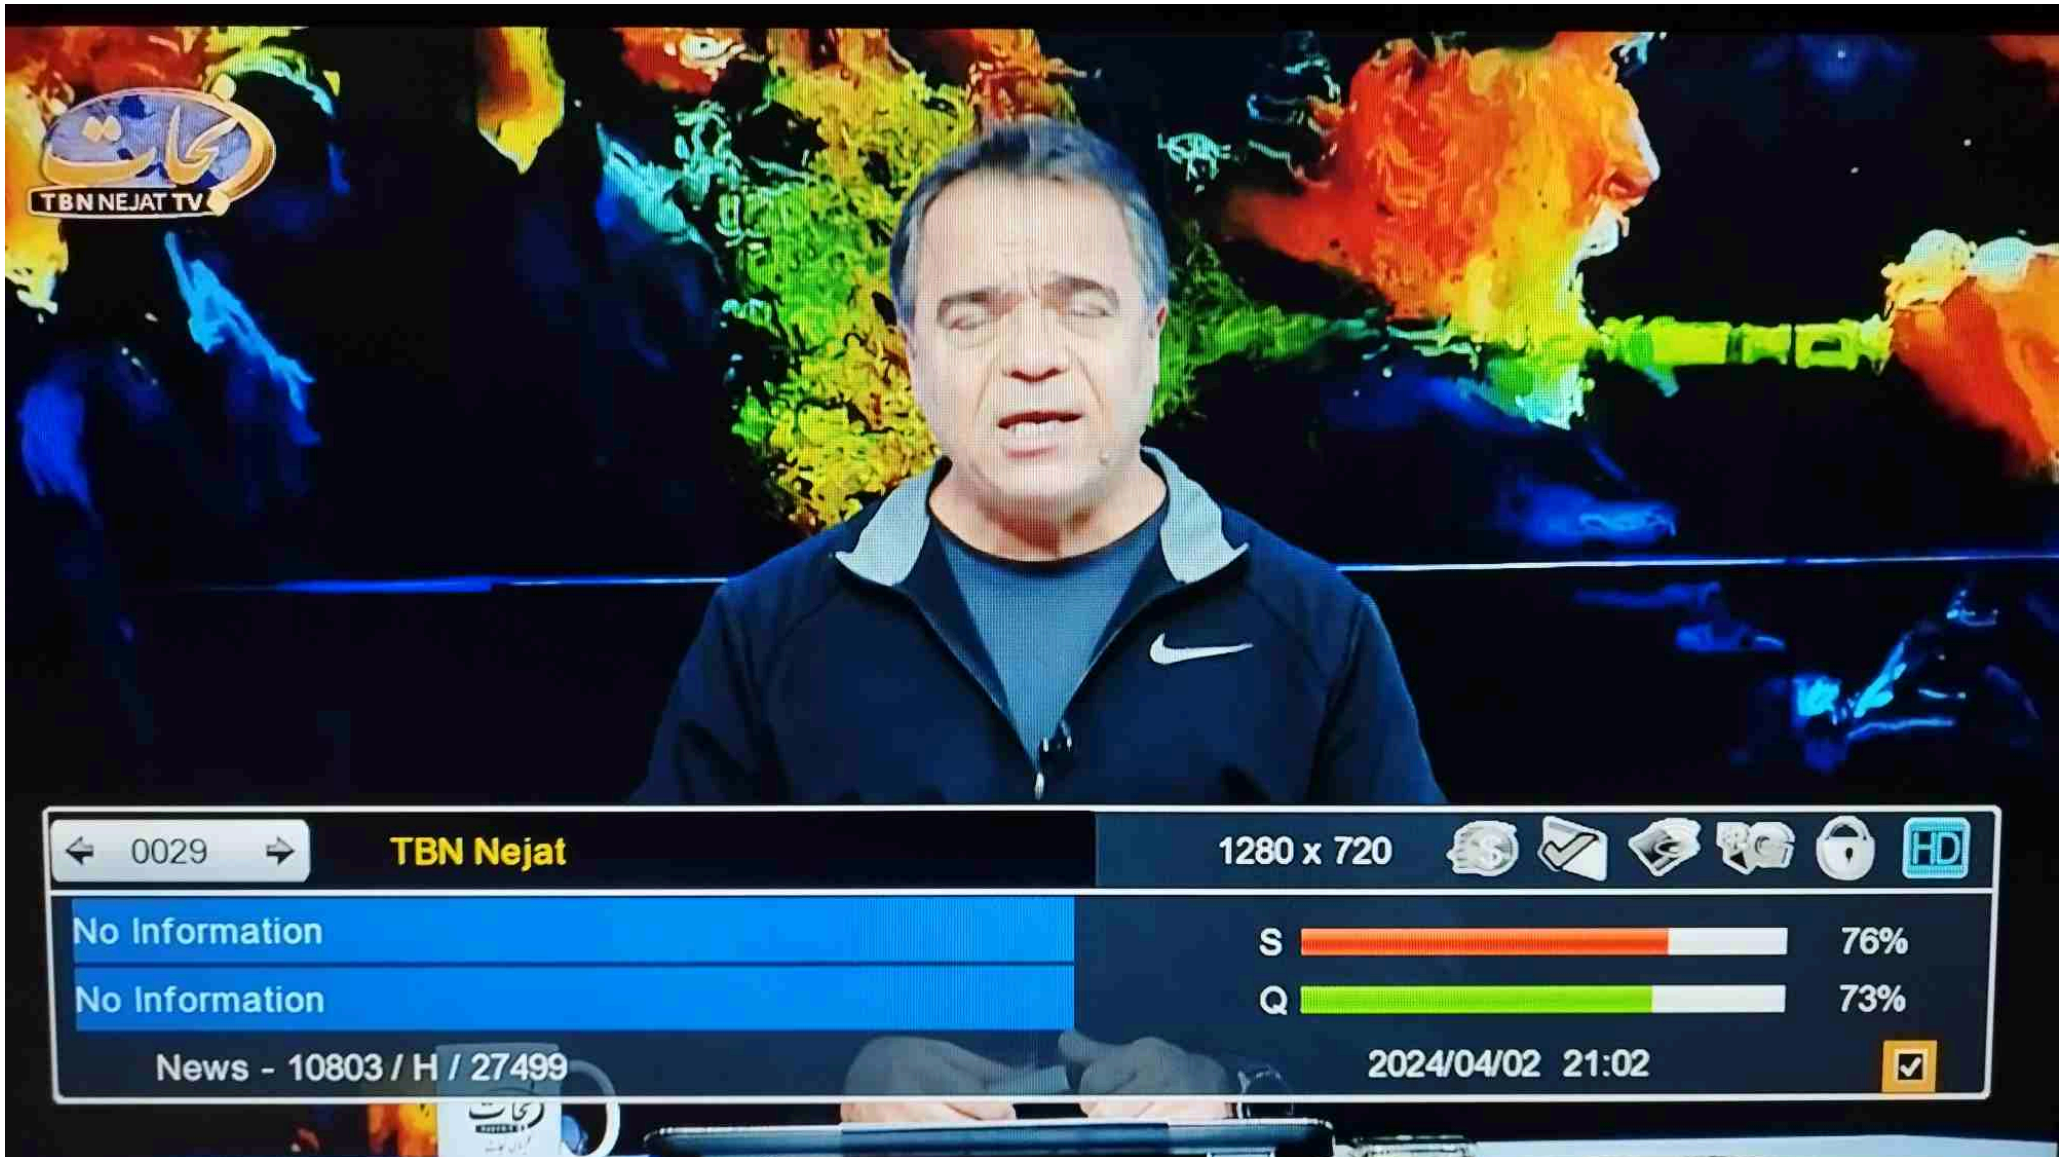 نجات
TBN NEJAT TV
0029
TBN Nejat
1280 x 720
HD
No Information
S
76%
No Information
Q
73%
News - 10803 / H / 27499
2024/04/02 21:02
نجات